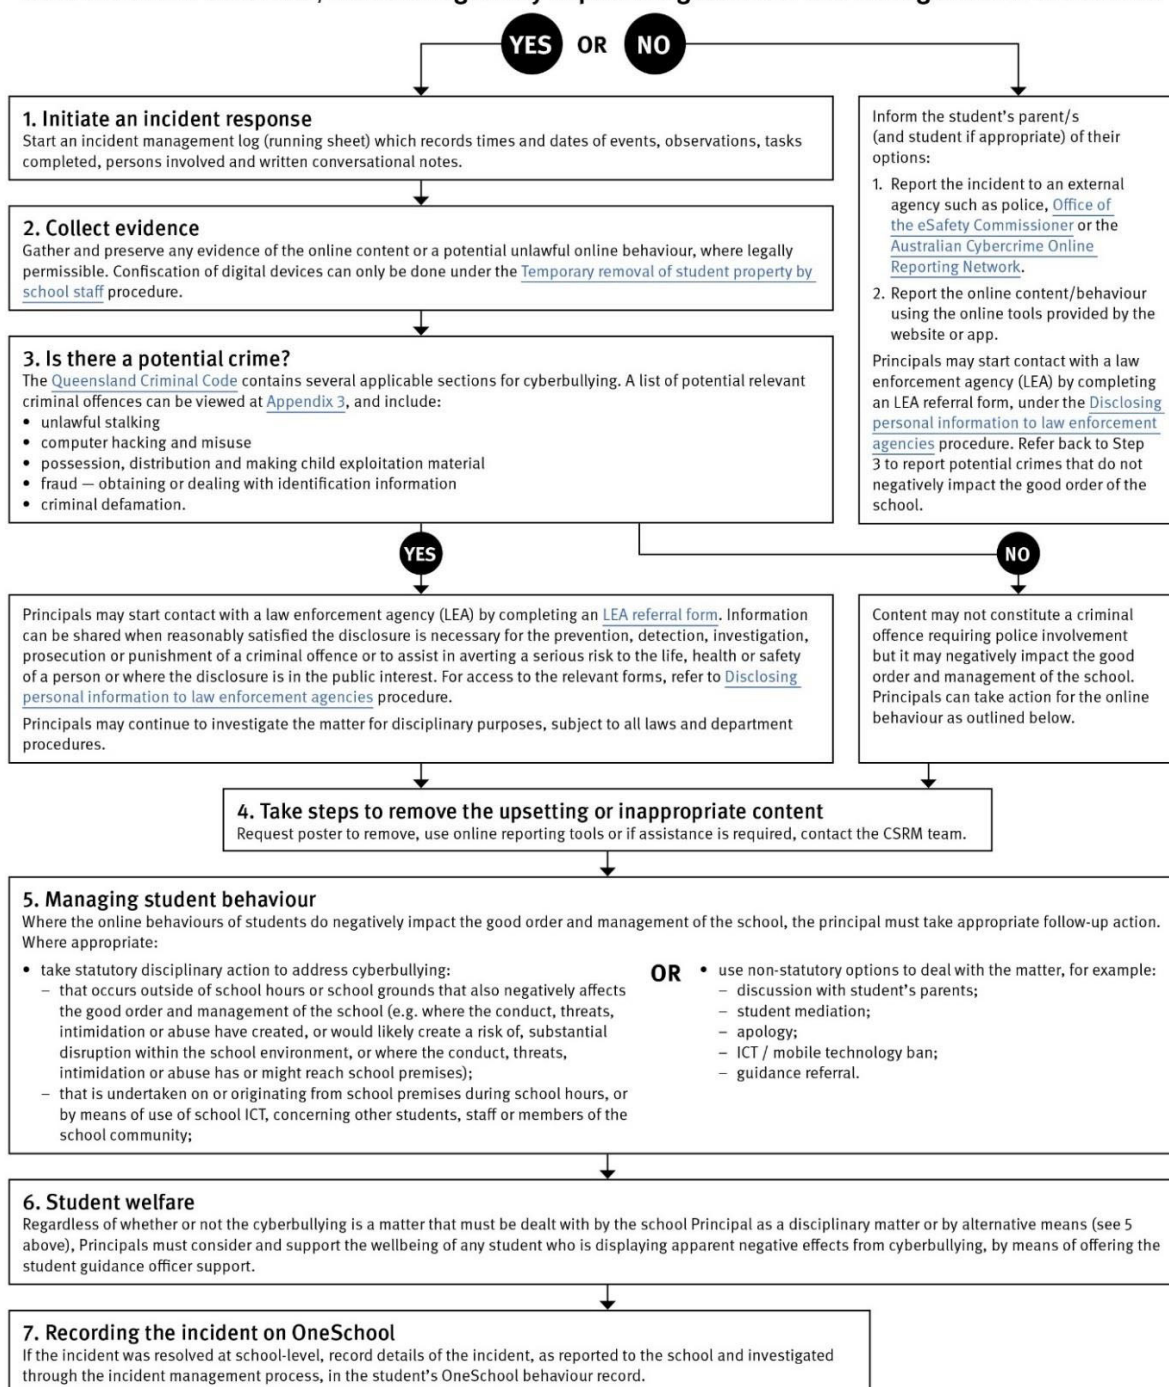 YES OR NO
1. Initiate an incident response
Start an incident management log (running sheet) which records times and dates of events, observations, tasks
completed, persons involved and written conversational notes.
2. Collect evidence
Gather and preserve any evidence of the online content or a potential unlawful online behaviour, where legally
permissible. Confiscation of digital devices can only be done under the Temporary removal of student property by
school staff procedure.
3. Is there a potential crime?
The Queensland Criminal Code contains several applicable sections for cyberbullying. A list of potential relevant
criminal offences can be viewed at Appendix 3, and include:
• unlawful stalking
• computer hacking and misuse
• possession, distribution and making child exploitation material
• fraud — obtaining or dealing with identification information
• criminal defamation.
Inform the student's parent/s
(and student if appropriate) of their
options:
1. Report the incident to an external
agency such as police, Office of
the eSafety Commissioner or the
Australian Cybercrime Online
Reporting Network.
2. Report the online content/behaviour
using the online tools provided by the
website or app.
Principals may start contact with a law
enforcement agency (LEA) by completing
an LEA referral form, under the Disclosing
personal information to law enforcement
agencies procedure. Refer back to Step
3 to report potential crimes that do not
negatively impact the good order of the
school.
YES
NO
Principals may start contact with a law enforcement agency (LEA) by completing an LEA referral form. Information
can be shared when reasonably satisfied the disclosure is necessary for the prevention, detection, investigation,
prosecution or punishment of a criminal offence or to assist in averting a serious risk to the life, health or safety
of a person or where the disclosure is in the public interest. For access to the relevant forms, refer to Disclosing
personal information to law enforcement agencies procedure.
Principals may continue to investigate the matter for disciplinary purposes, subject to all laws and department
procedures.
Content may not constitute a criminal
offence requiring police involvement
but it may negatively impact the good
order and management of the school.
Principals can take action for the online
behaviour as outlined below.
4. Take steps to remove the upsetting or inappropriate content
Request poster to remove, use online reporting tools or if assistance is required, contact the CSRM team.
5. Managing student behaviour
Where the online behaviours of students do negatively impact the good order and management of the school, the principal must take appropriate follow-up action.
Where appropriate:
• take statutory disciplinary action to address cyberbullying:
– that occurs outside of school hours or school grounds that also negatively affects
the good order and management of the school (e.g. where the conduct, threats,
intimidation or abuse have created, or would likely create a risk of, substantial
disruption within the school environment, or where the conduct, threats,
intimidation or abuse has or might reach school premises);
– that is undertaken on or originating from school premises during school hours, or
by means of use of school ICT, concerning other students, staff or members of the
school community;
OR
• use non-statutory options to deal with the matter, for example:
– discussion with student's parents;
– student mediation;
– apology;
– ICT / mobile technology ban;
– guidance referral.
6. Student welfare
Regardless of whether or not the cyberbullying is a matter that must be dealt with by the school Principal as a disciplinary matter or by alternative means (see 5
above), Principals must consider and support the wellbeing of any student who is displaying apparent negative effects from cyberbullying, by means of offering the
student guidance officer support.
7. Recording the incident on OneSchool
If the incident was resolved at school-level, record details of the incident, as reported to the school and investigated
through the incident management process, in the student's OneSchool behaviour record.